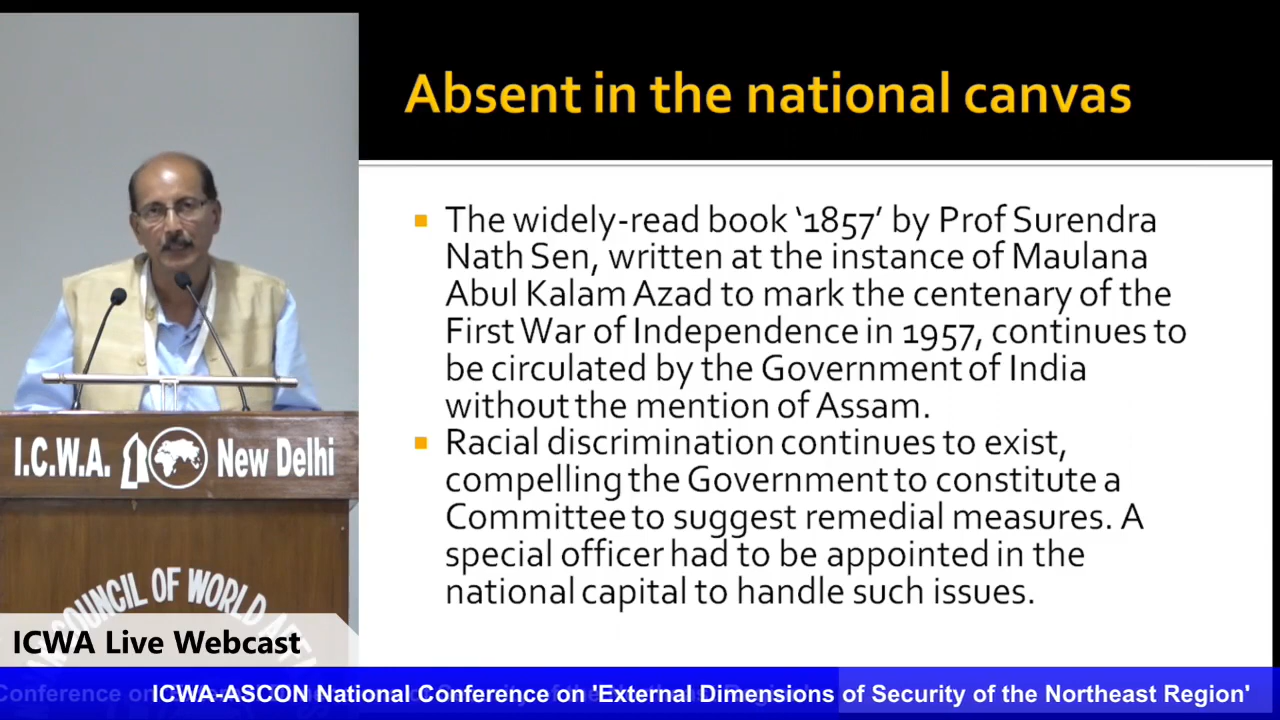 Absent in the national canvas
▪ The widely-read book ‘1857’ by Prof Surendra
Nath Sen, written at the instance of Maulana
Abul Kalam Azad to mark the centenary of the
First War of Independence in 1957, continues to
be circulated by the Government of India
without the mention of Assam.
▪ Racial discrimination continues to exist,
compelling the Government to constitute a
Committee to suggest remedial measures. A
special officer had to be appointed in the
national capital to handle such issues.
I.C.W.A. New Delhi
COUNCIL OF WORLD
ICWA Live Webcast
Conference on ICWA-ASCON National Conference on 'External Dimensions of Security of the Northeast Region'